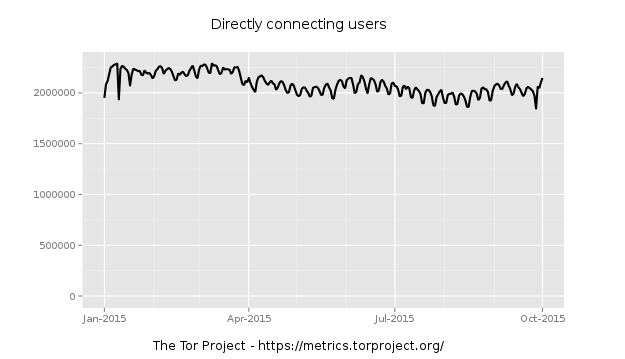 Directly connecting users
2000000
1500000
1000000
500000
0
Jan-2015 Apr-2015 Jul-2015 Oct-2015
The Tor Project - https://metrics.torproject.org/